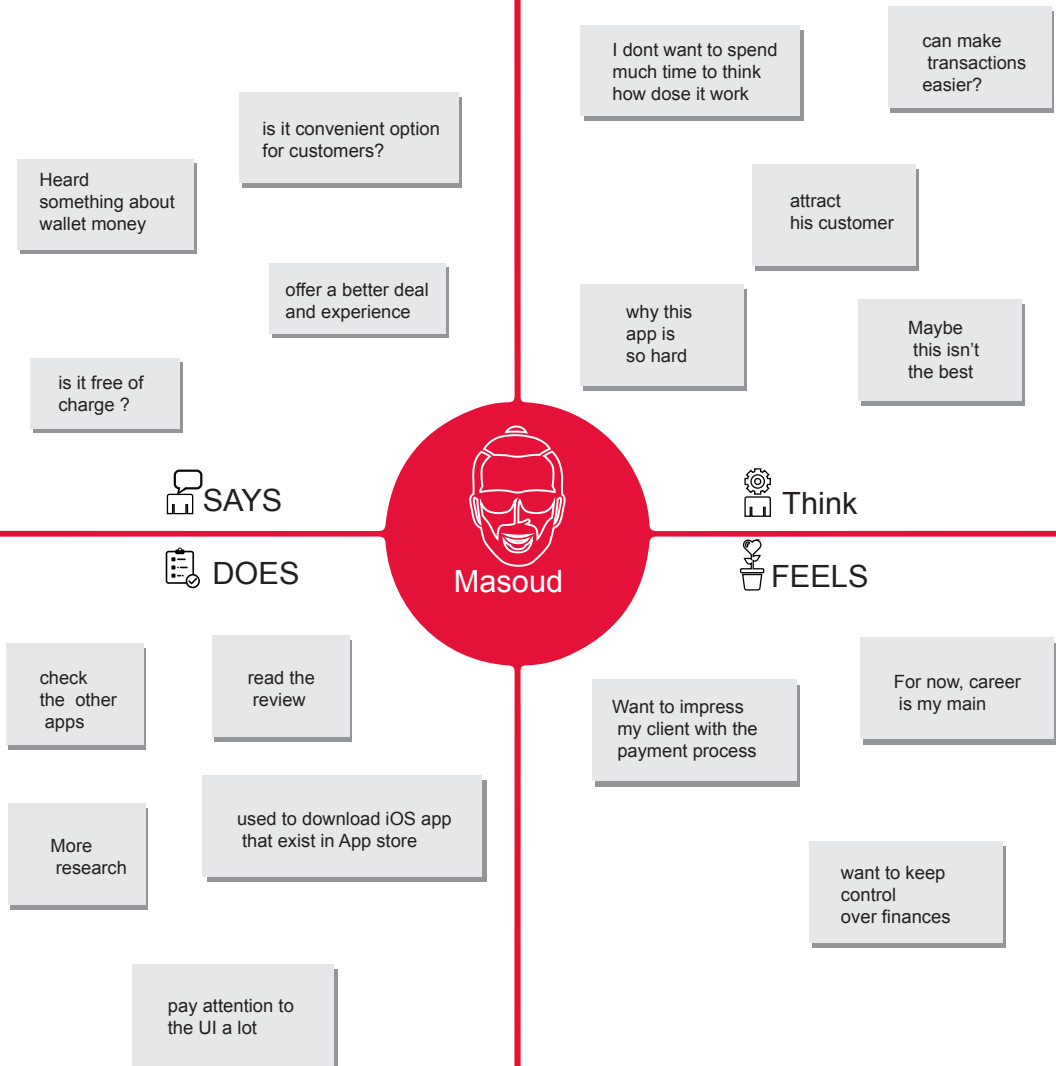 Heard
something about
wallet money
is it convenient option
for customers?
offer a better deal
and experience
is it free of
charge ?
SAYS
I dont want to spend
much time to think
how dose it work
can make
transactions
easier?
attract
his customer
why this
app is
so hard
Maybe
this isn’t
the best
Think
Masoud
DOES
check
the other
apps
read the
review
More
research
used to download iOS app
that exist in App store
pay attention to
the UI a lot
FEELS
Want to impress
my client with the
payment process
For now, career
is my main
want to keep
control
over finances